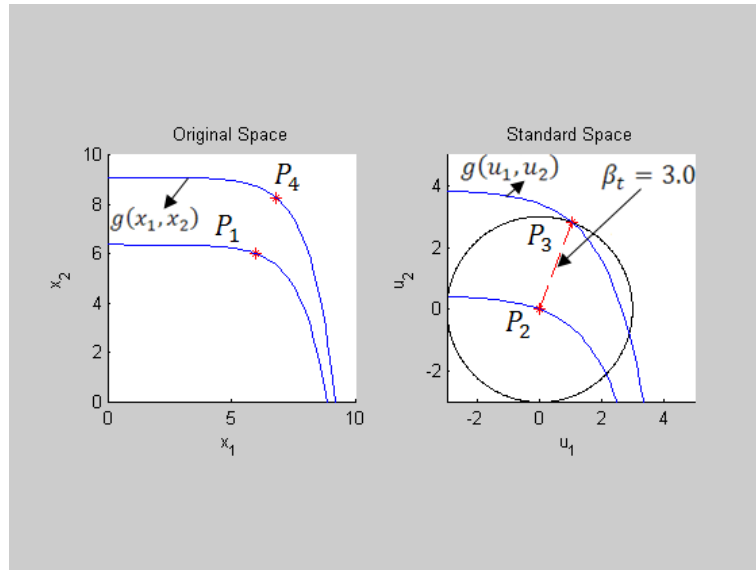 Original Space
10
8
6
4
2
0
0
5
10
x₂
x₁
P₄
g(x₁, x₂)
P₁
Standard Space
4
2
0
-2
-2
0
2
4
u₂
u₁
g(u₁, u₂)
βₜ = 3.0
P₃
P₂